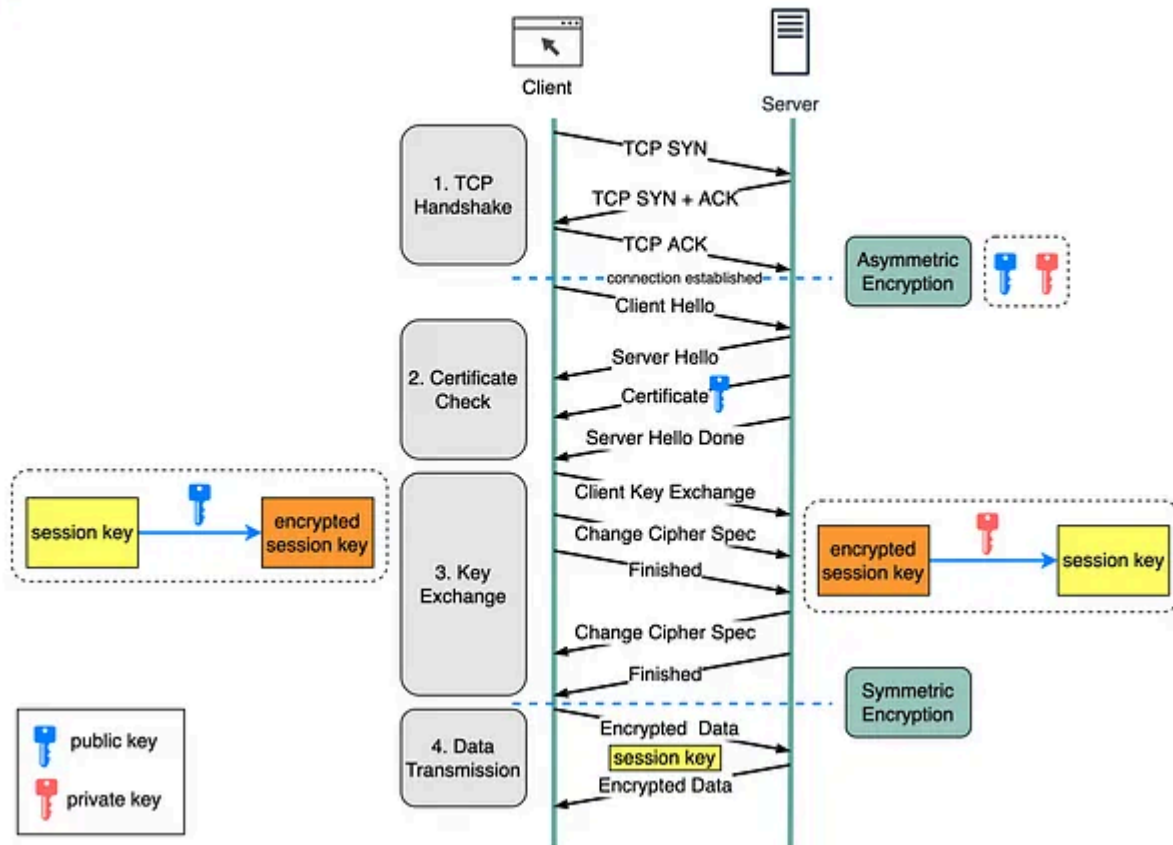 Client
Server
1. TCP
Handshake
TCP SYN
TCP SYN + ACK
TCP ACK
connection established
Asymmetric
Encryption
Client Hello
2. Certificate
Check
Server Hello
Certificate
Server Hello Done
session key
encrypted
session key
3. Key
Exchange
Client Key Exchange
Change Cipher Spec
Finished
Change Cipher Spec
Finished
encrypted
session key
session key
Symmetric
Encryption
4. Data
Transmission
Encrypted Data
session key
Encrypted Data
public key
private key